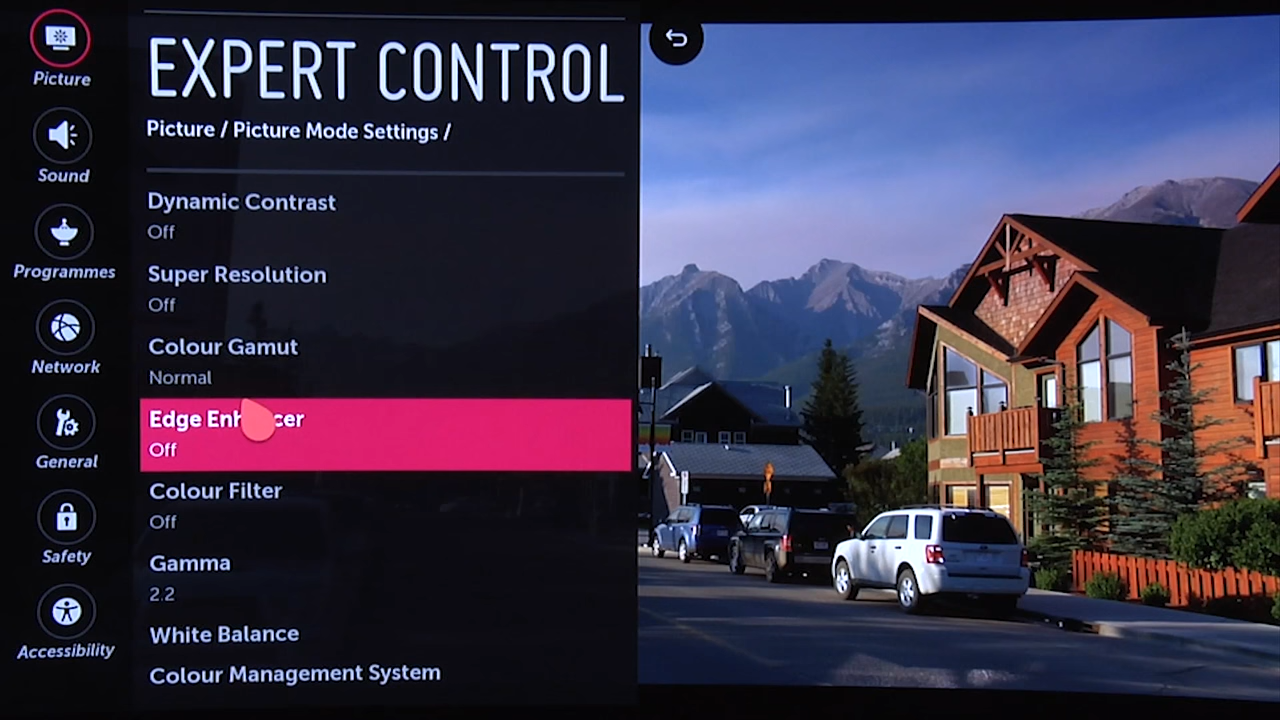 Picture
Sound
Programmes
Network
General
Safety
Accessibility
EXPERT CONTROL
Picture / Picture Mode Settings /
Dynamic Contrast
Off
Super Resolution
Off
Colour Gamut
Normal
Edge Enhancer
Off
Colour Filter
Off
Gamma
2.2
White Balance
Colour Management System